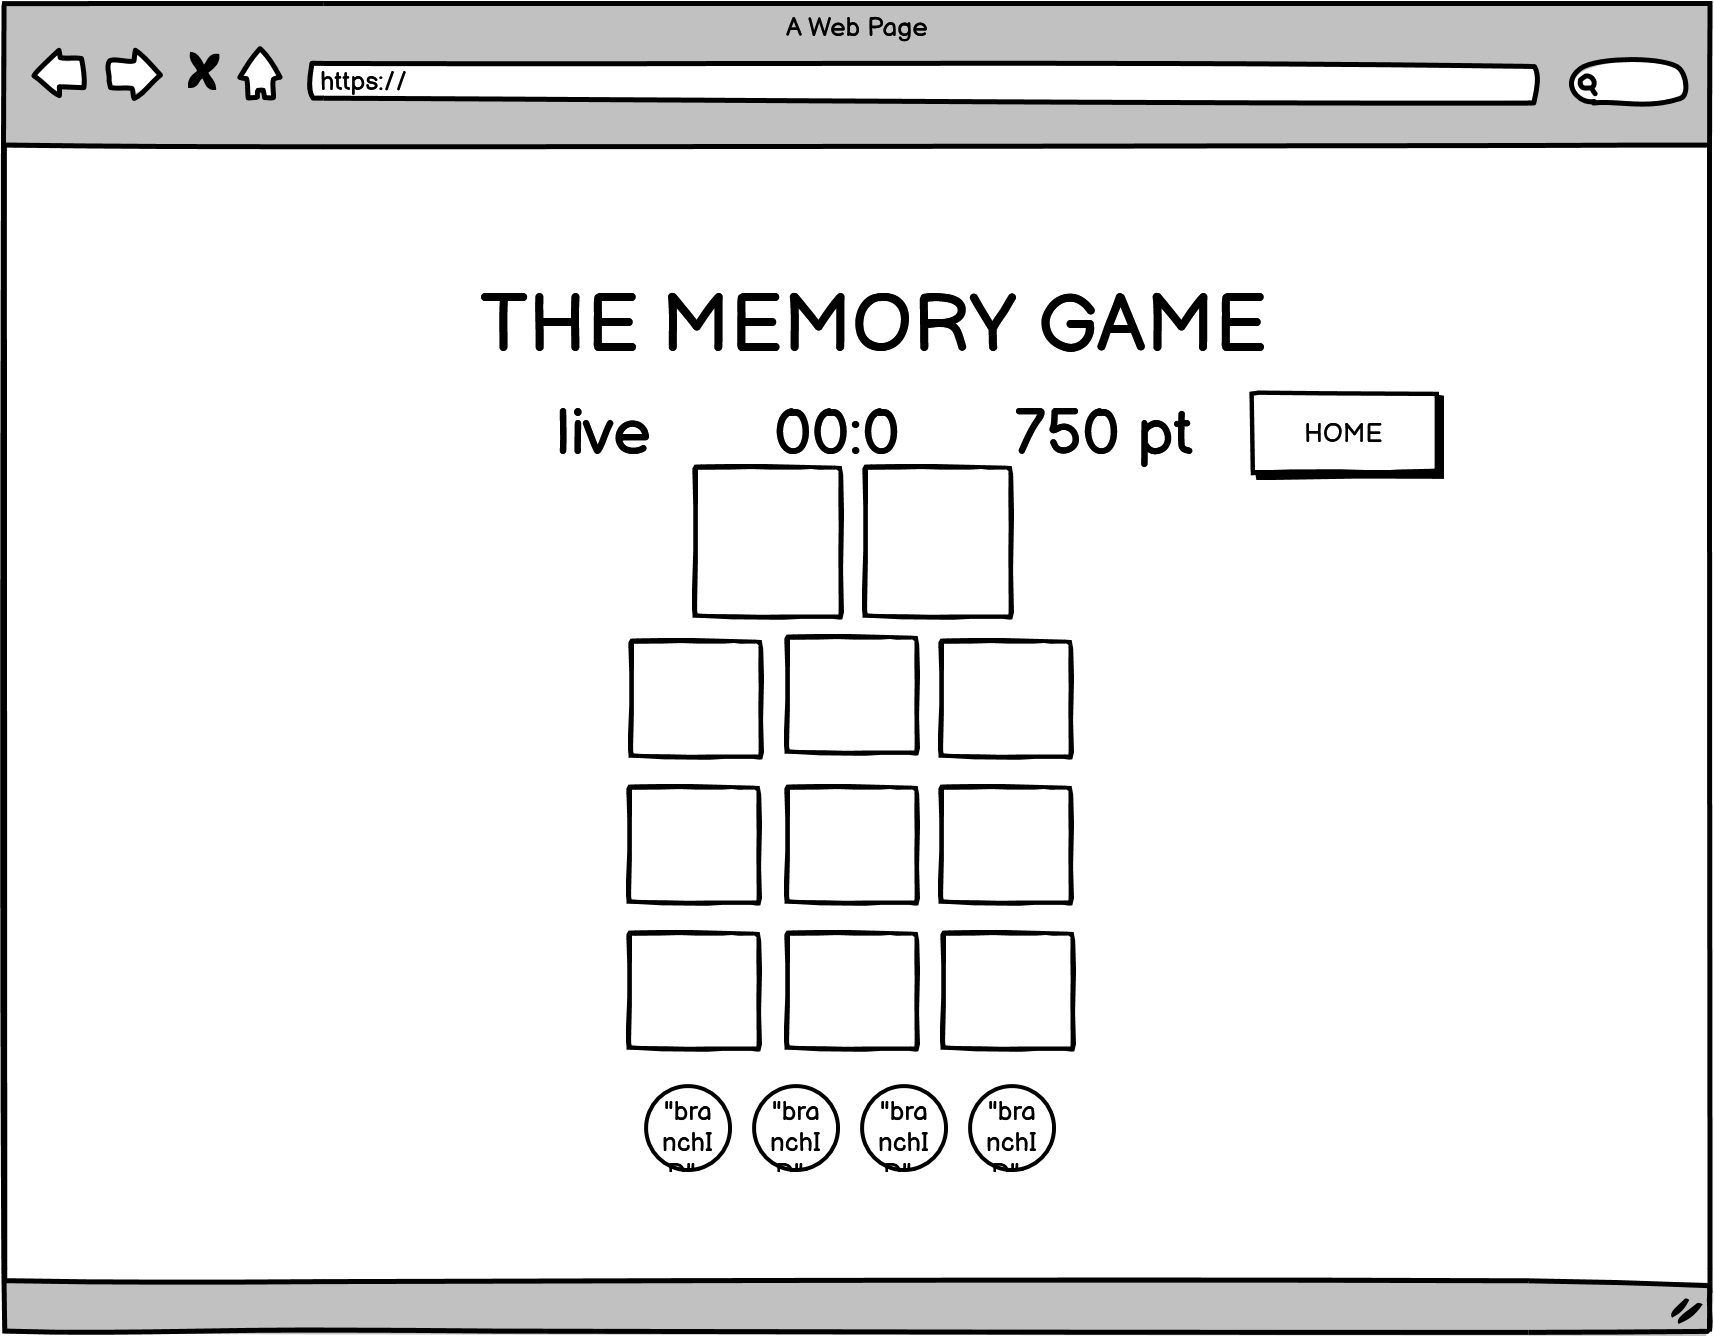 A Web Page
https://
THE MEMORY GAME
live 00:0 750 pt HOME
"bra "bra "bra "bra
nchI nchI nchI nchI
D" D" D" D"